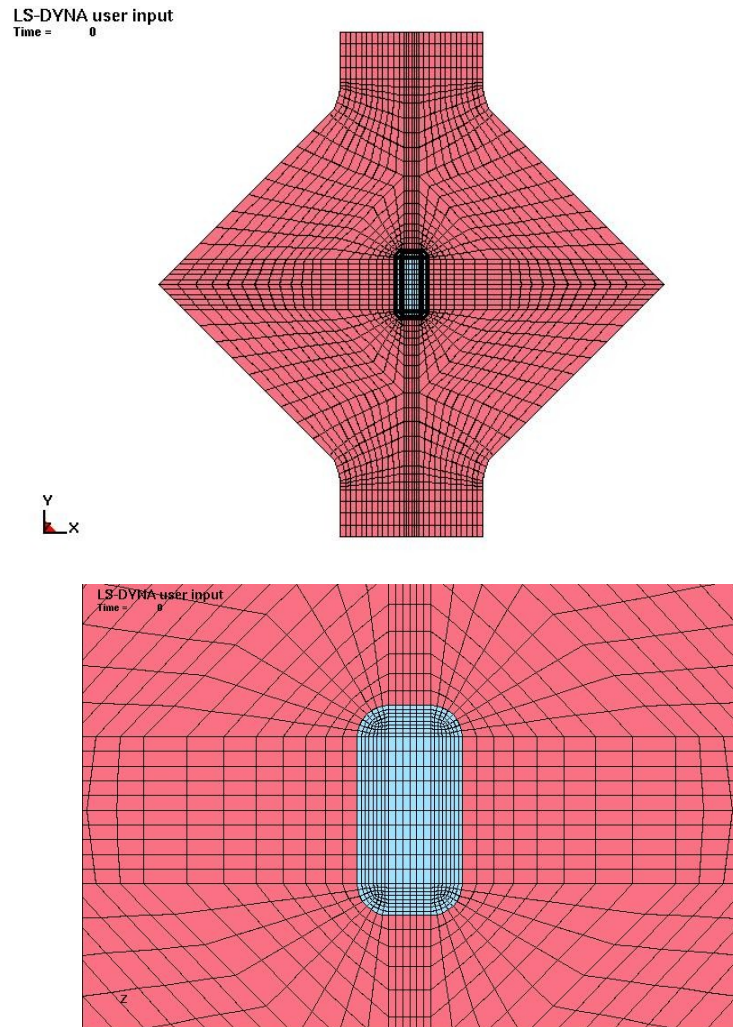 LS-DYNA user input
Time = 0
Y
Z X
LS-DYNA user input
Time = 0
Z